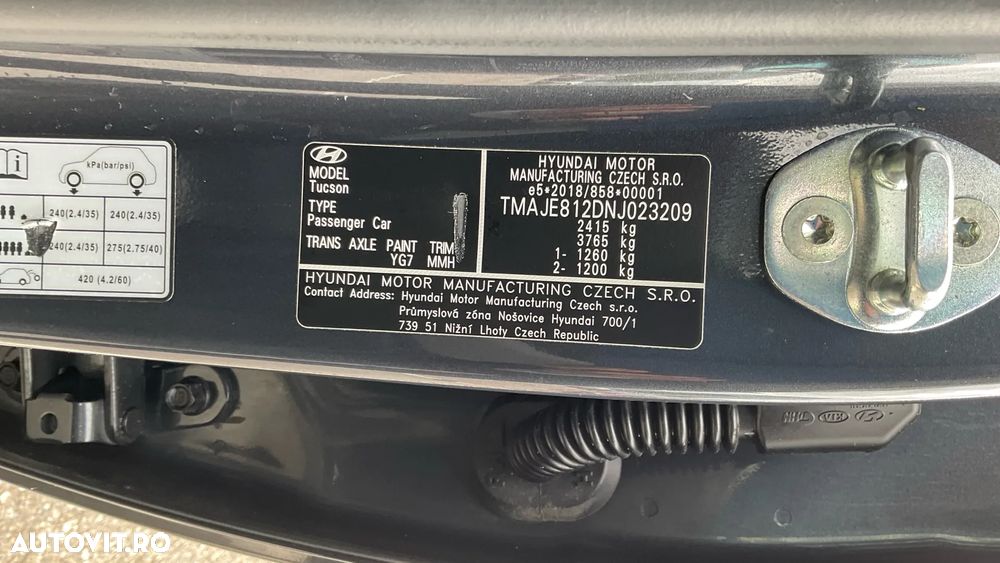 kPa(bar/psi)
240(2.4/35) 240(2.4/35)
240(2.4/35) 275(2.75/40)
420 (4.2/60)
MODEL
Tucson
TYPE
Passenger Car
TRANS AXLE PAINT TRIM
YG7 MMH
HYUNDAI MOTOR
MANUFACTURING CZECH S.R.O.
e5*2018/858*00001
TMAJE812DNJ023209
2415 kg
3765 kg
1- 1260 kg
2- 1200 kg
HYUNDAI MOTOR MANUFACTURING CZECH S.R.O.
Contact Address: Hyundai Motor Manufacturing Czech s.r.o.
Průmyslová zóna Nošovice Hyundai 700/1
739 51 Nižní Lhoty Czech Republic
KIA
AUTOVIT.RO